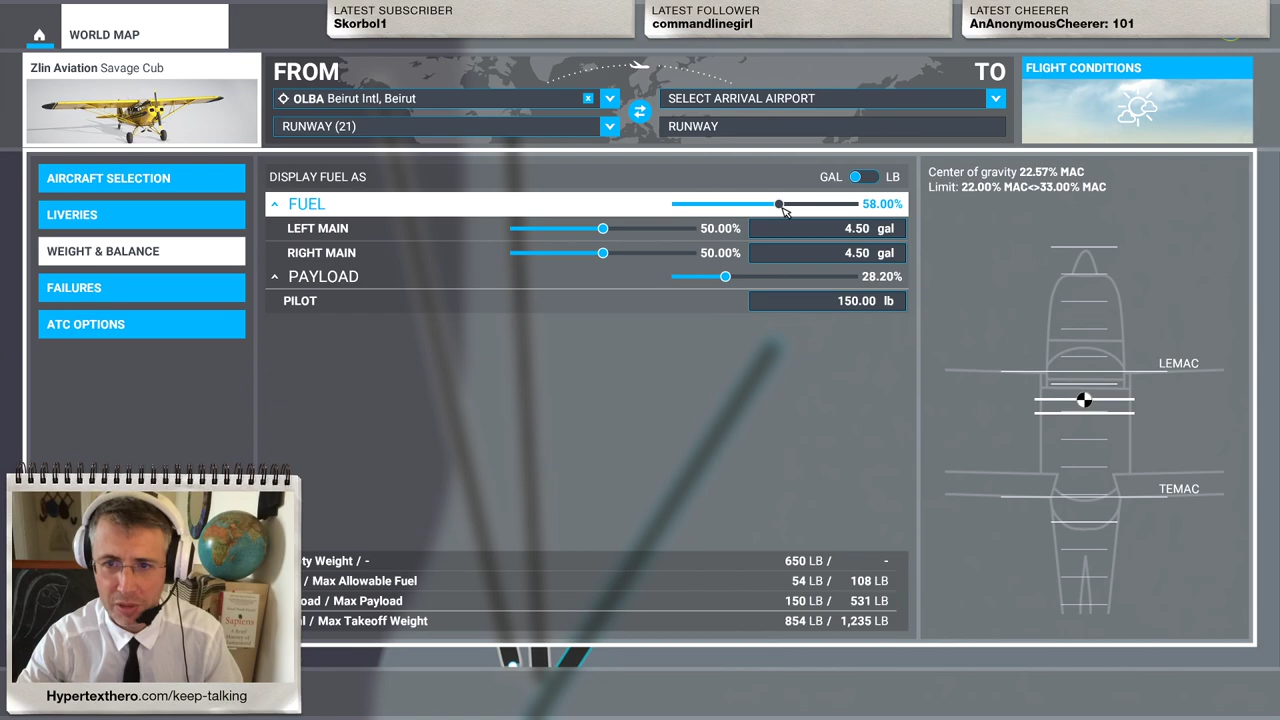 LATEST SUBSCRIBER
Skorbol1
LATEST FOLLOWER
commandlinegirl
LATEST CHEERER
AnAnonymousCheerer: 101
WORLD MAP
Zlin Aviation Savage Cub
FROM
TO
OLBA Beirut Intl, Beirut
x
SELECT ARRIVAL AIRPORT
RUNWAY (21)
RUNWAY
FLIGHT CONDITIONS
AIRCRAFT SELECTION
LIVERIES
WEIGHT & BALANCE
FAILURES
ATC OPTIONS
DISPLAY FUEL AS GAL LB
FUEL 58.00%
LEFT MAIN 50.00% 4.50 gal
RIGHT MAIN 50.00% 4.50 gal
PAYLOAD 28.20%
PILOT 150.00 lb
ty Weight / - 650 LB / -
/ Max Allowable Fuel 54 LB / 108 LB
oad / Max Payload 150 LB / 531 LB
al / Max Takeoff Weight 854 LB / 1,235 LB
Center of gravity 22.57% MAC
Limit: 22.00% MAC<>33.00% MAC
LEMAC
TEMAC
Sapiens
Hypertexthero.com/keep-talking